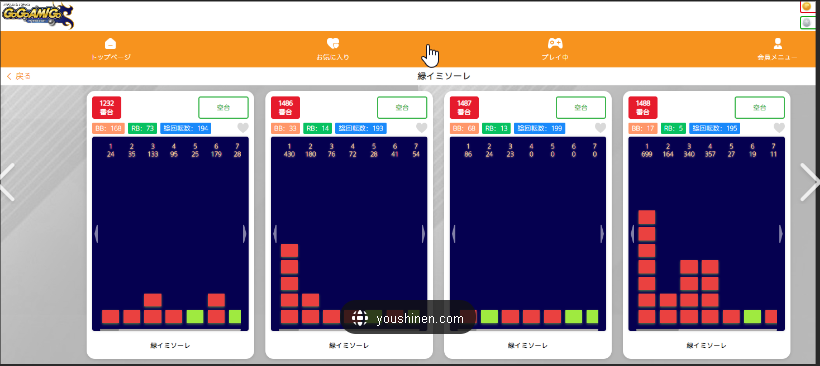 GOGOAMIGO
トップページ
お気に入り
プレイ中
会員メニュー
戻る
緑イミソーレ
1232
番台
空台
BB: 168 RB: 73 総回転数: 194
1 2 3 4 5 6 7
24 35 133 95 25 179 28
緑イミソーレ
1486
番台
空台
BB: 33 RB: 14 総回転数: 193
1 2 3 4 5 6 7
430 180 76 72 28 41 54
緑イミソーレ
1487
番台
空台
BB: 68 RB: 13 総回転数: 199
1 2 3 4 5 6 7
86 24 23 0 0 0 0
緑イミソーレ
1488
番台
空台
BB: 17 RB: 5 総回転数: 195
1 2 3 4 5 6 7
699 164 340 357 27 19 11
緑イミソーレ
youshinen.com